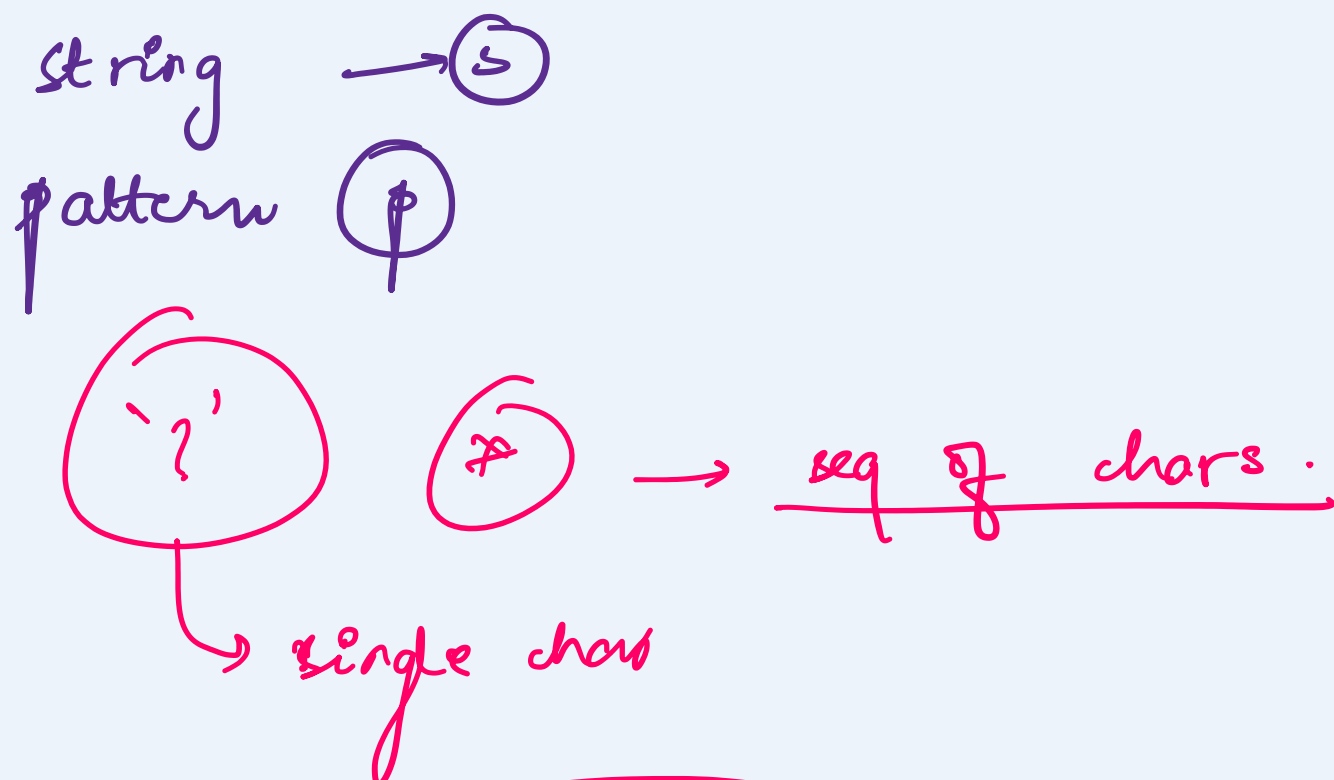 string → s
pattern p
'?' * → seq of chars.
single char